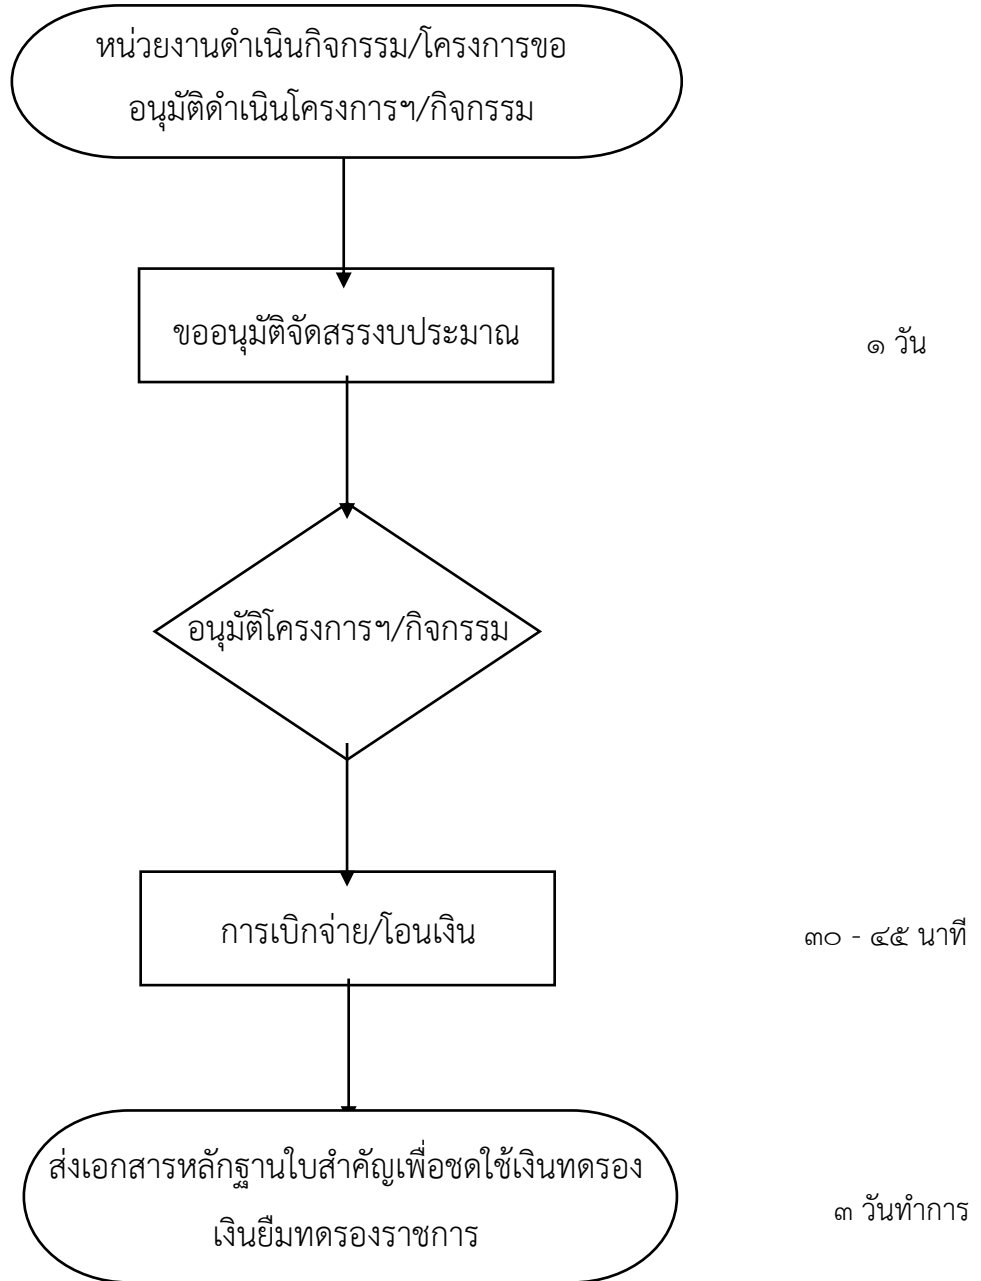 หน่วยงานดำเนินกิจกรรม/โครงการขอ
อนุมัติดำเนินโครงการฯ/กิจกรรม
ขออนุมัติจัดสรรงบประมาณ
๑ วัน
อนุมัติโครงการฯ/กิจกรรม
การเบิกจ่าย/โอนเงิน
๓๐ - ๔๕ นาที
ส่งเอกสารหลักฐานใบสำคัญเพื่อชดใช้เงินทดรอง
เงินยืมทดรองราชการ
๓ วันทำการ